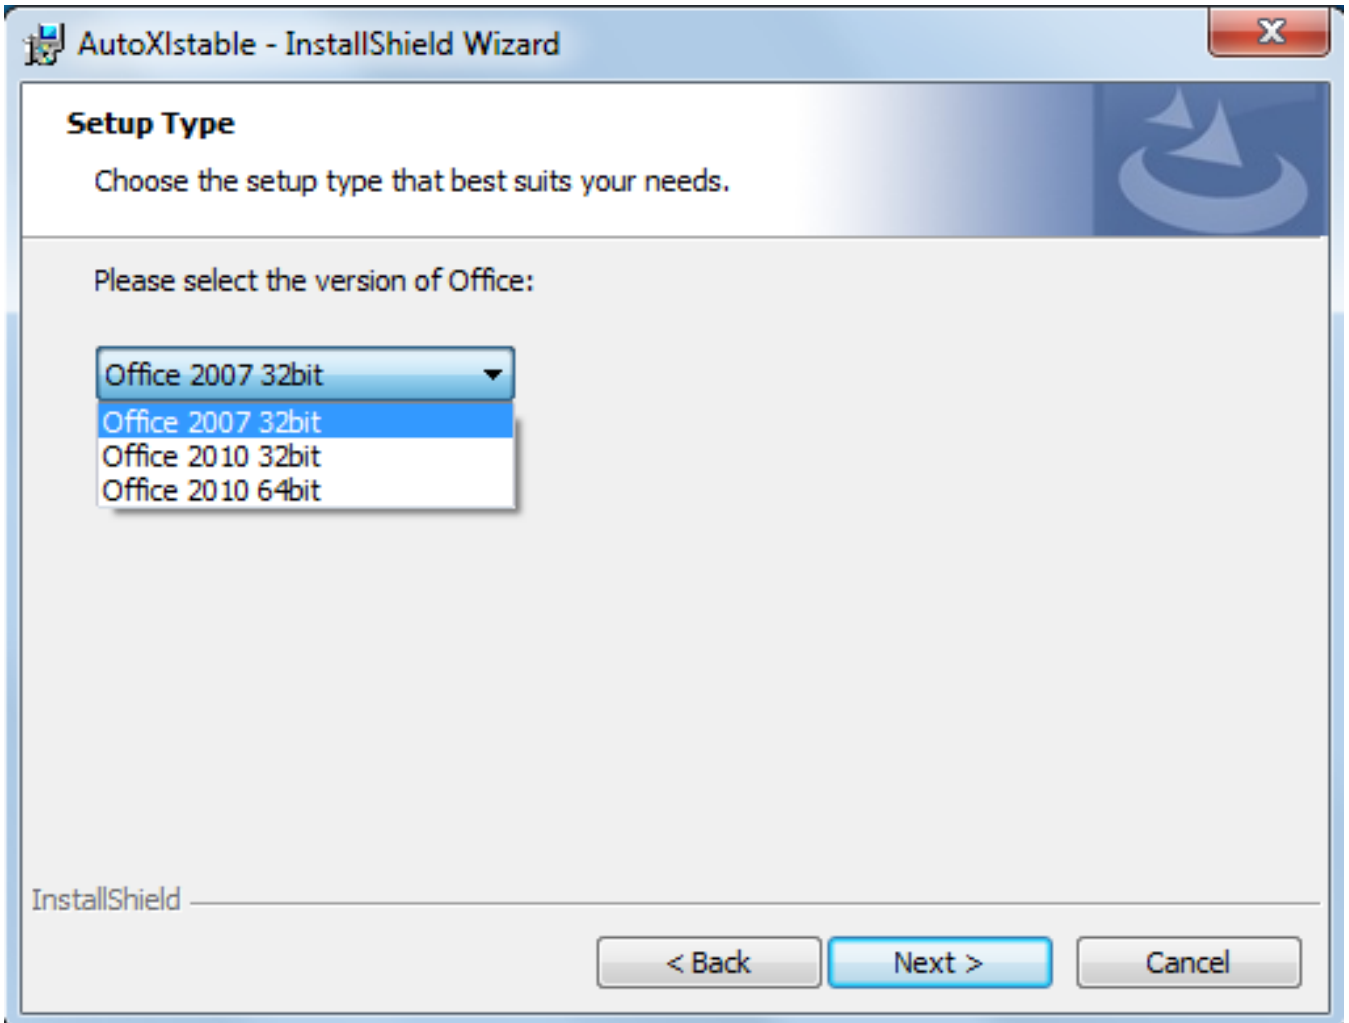 AutoXlstable - InstallShield Wizard
Setup Type
Choose the setup type that best suits your needs.
Please select the version of Office:
Office 2007 32bit
Office 2007 32bit
Office 2010 32bit
Office 2010 64bit
InstallShield
< Back
Next >
Cancel